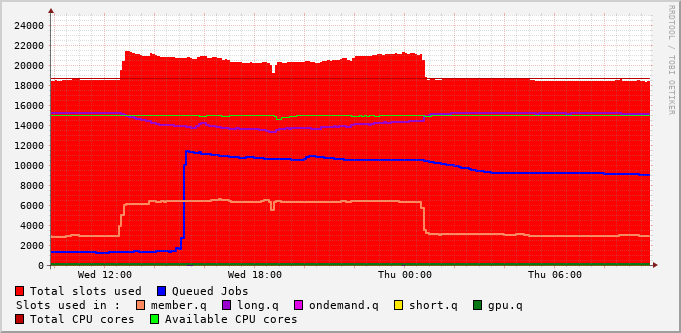 24000
22000
20000
18000
16000
14000
12000
10000
8000
6000
4000
2000
0
Wed 12:00 Wed 18:00 Thu 00:00 Thu 06:00
RRDTOOL / TOBI OETIKER
Total slots used Queued Jobs
Slots used in : member.q long.q ondemand.q short.q gpu.q
Total CPU cores Available CPU cores